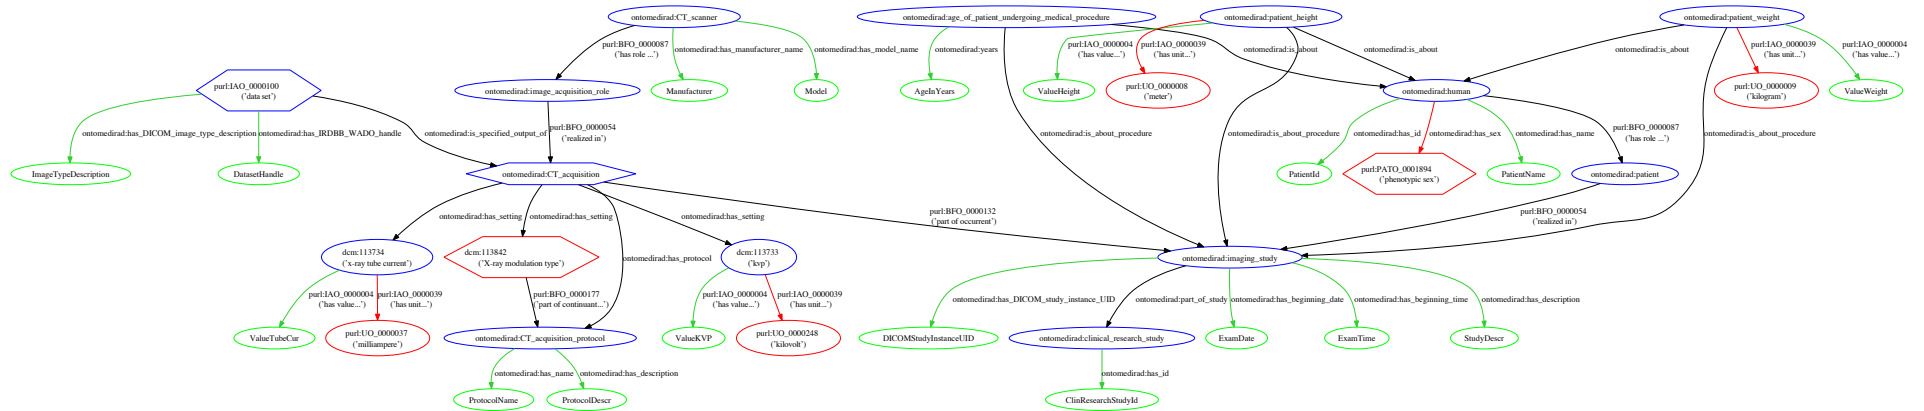 ontomedirad:CT_scanner
ontomedirad:age_of_patient_undergoing_medical_procedure
ontomedirad:patient_height
ontomedirad:patient_weight
purl:BFO_0000087
('has role ...')
ontomedirad:has_manufacturer_name
ontomedirad:has_model_name
ontomedirad:years
purl:IAO_0000004
('has value...')
purl:IAO_0000039
('has unit...')
ontomedirad:is_about
ontomedirad:is_about
ontomedirad:is_about
purl:IAO_0000039
('has unit...')
purl:IAO_0000004
('has value...')
purl:IAO_0000100
('data set')
ontomedirad:image_acquisition_role
Manufacturer
Model
AgeInYears
ValueHeight
purl:UO_0000008
('meter')
ontomedirad:human
purl:UO_0000009
('kilogram')
ValueWeight
ontomedirad:has_DICOM_image_type_description
ontomedirad:has_IRDBB_WADO_handle
ontomedirad:is_specified_output_of
purl:BFO_0000054
('realized in')
ontomedirad:is_about_procedure
ontomedirad:is_about_procedure
ontomedirad:has_id
ontomedirad:has_sex
ontomedirad:has_name
purl:BFO_0000087
('has role ...')
ontomedirad:is_about_procedure
ImageTypeDescription
DatasetHandle
ontomedirad:CT_acquisition
PatientId
purl:PATO_0001894
('phenotypic sex')
PatientName
ontomedirad:patient
ontomedirad:has_setting
ontomedirad:has_setting
ontomedirad:has_setting
purl:BFO_0000132
('part of occurrent')
purl:BFO_0000054
('realized in')
dcm:113734
('x-ray tube current')
dcm:113842
('X-ray modulation type')
ontomedirad:has_protocol
dcm:113733
('kvp')
ontomedirad:imaging_study
purl:IAO_0000004
('has value...')
purl:IAO_0000039
('has unit...')
purl:BFO_0000177
('part of continuant...')
purl:IAO_0000004
('has value...')
purl:IAO_0000039
('has unit...')
ontomedirad:has_DICOM_study_instance_UID
ontomedirad:part_of_study
ontomedirad:has_beginning_date
ontomedirad:has_beginning_time
ontomedirad:has_description
ValueTubeCur
purl:UO_0000037
('milliampere')
ontomedirad:CT_acquisition_protocol
ValueKVP
purl:UO_0000248
('kilovolt')
DICOMStudyInstanceUID
ontomedirad:clinical_research_study
ExamDate
ExamTime
StudyDescr
ontomedirad:has_name
ontomedirad:has_description
ontomedirad:has_id
ProtocolName
ProtocolDescr
ClinResearchStudyId